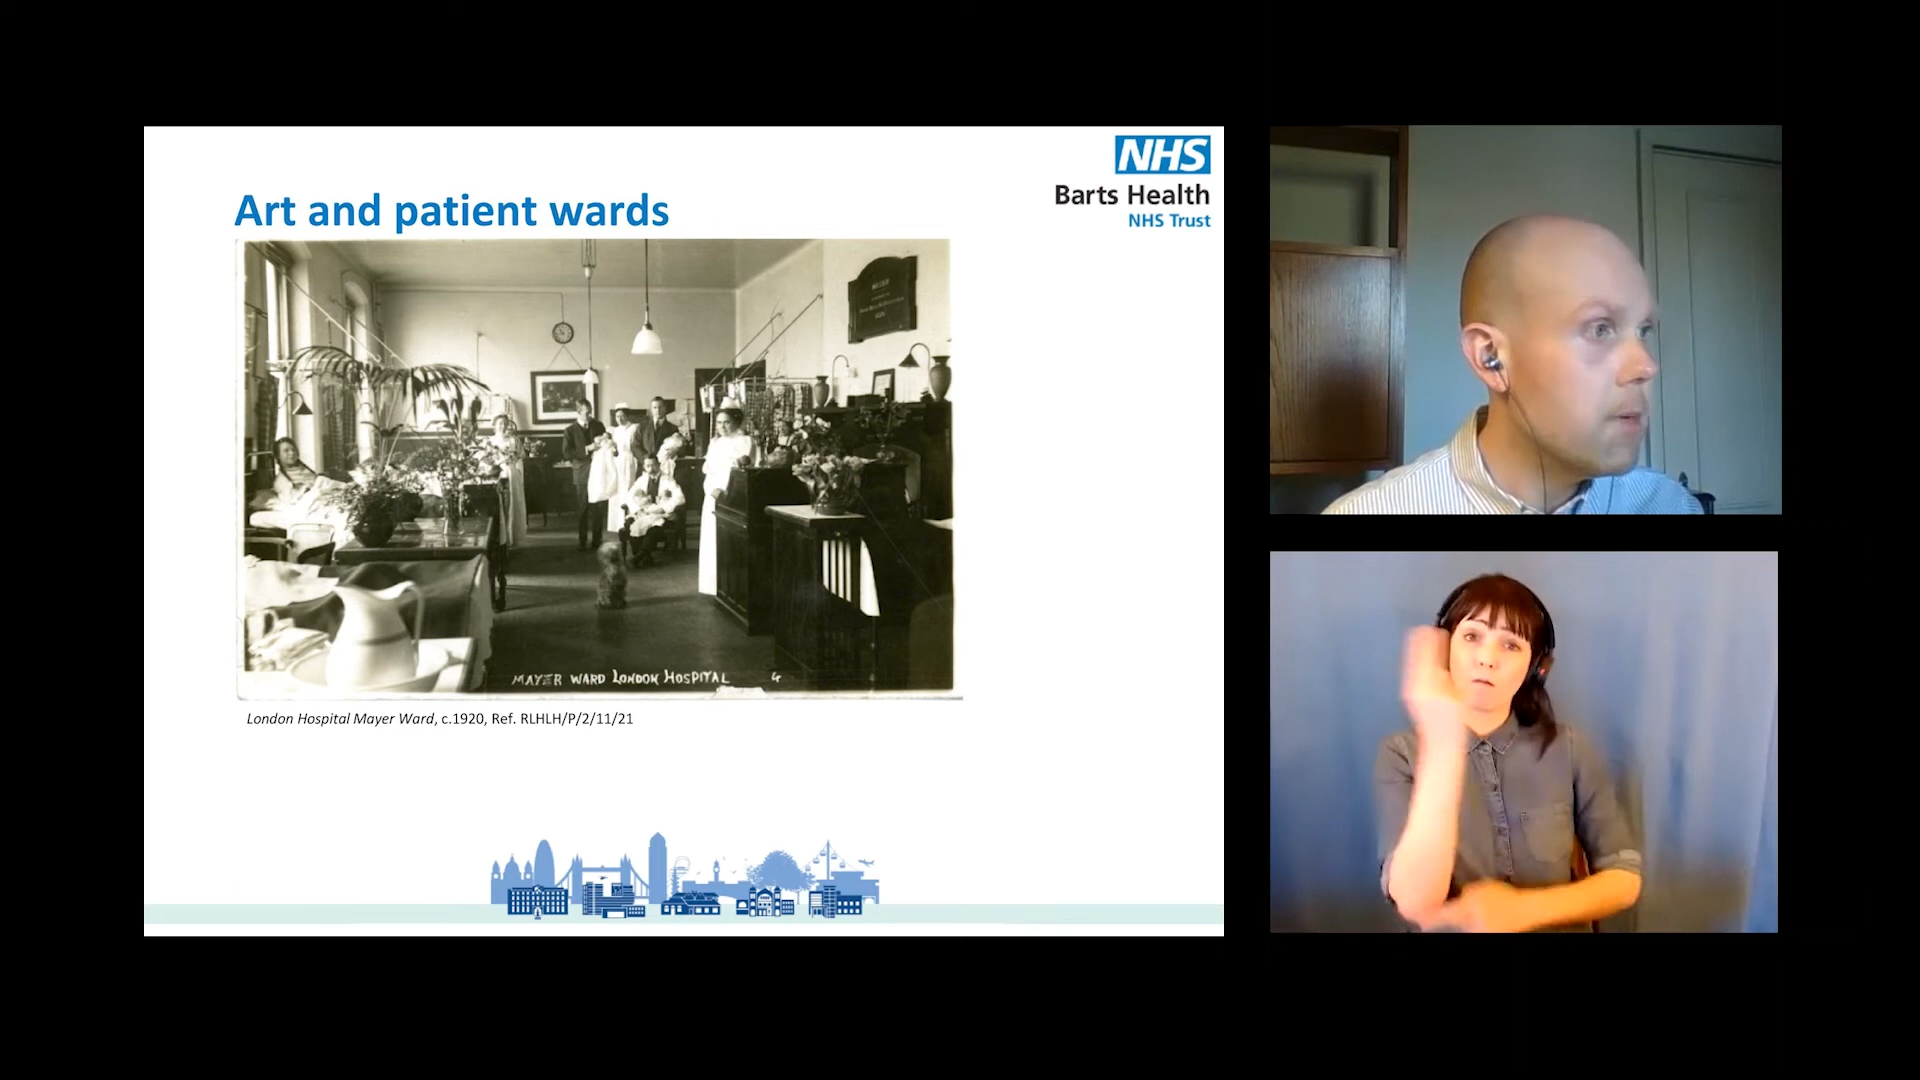 NHS
Barts Health
NHS Trust
Art and patient wards
MAYER WARD LONDON HOSPITAL 4
London Hospital Mayer Ward, c.1920, Ref. RLHLH/P/2/11/21